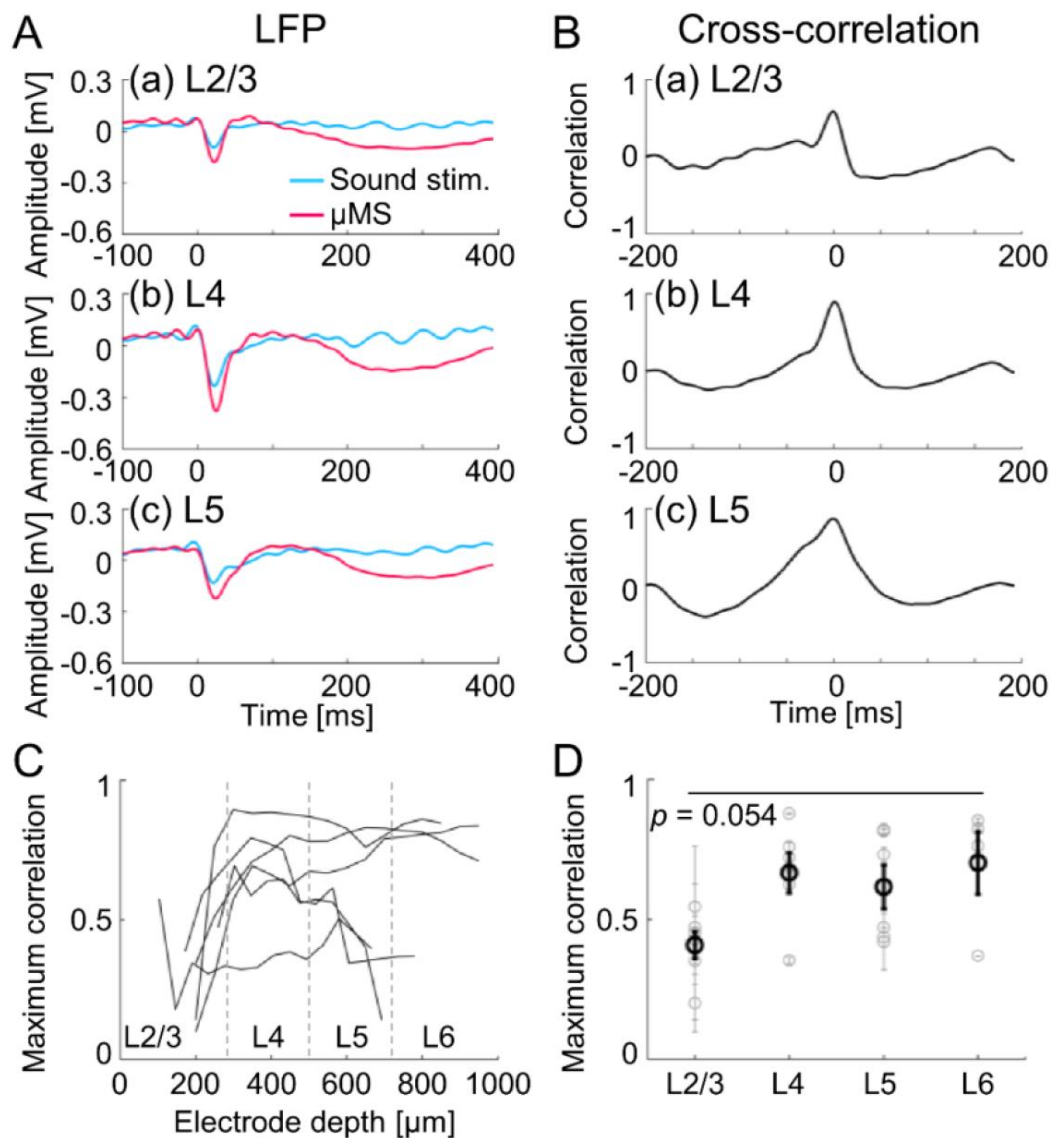 A LFP
B Cross-correlation
(a) L2/3
0.3
0
-0.3
-0.6
Amplitude [mV]
-100 0 200 400
Sound stim.
μMS
(a) L2/3
1
0
-1
Correlation
-200 0 200
(b) L4
0.3
0
-0.3
-0.6
Amplitude [mV]
-100 0 200 400
(b) L4
1
0
-1
Correlation
-200 0 200
(c) L5
0.3
0
-0.3
-0.6
Amplitude [mV]
-100 0 200 400
Time [ms]
(c) L5
1
0
-1
Correlation
-200 0 200
Time [ms]
C
1
0.5
0
Maximum correlation
L2/3 L4 L5 L6
0 200 400 600 800 1000
Electrode depth [μm]
D
1
0.5
0
Maximum correlation
p = 0.054
L2/3 L4 L5 L6